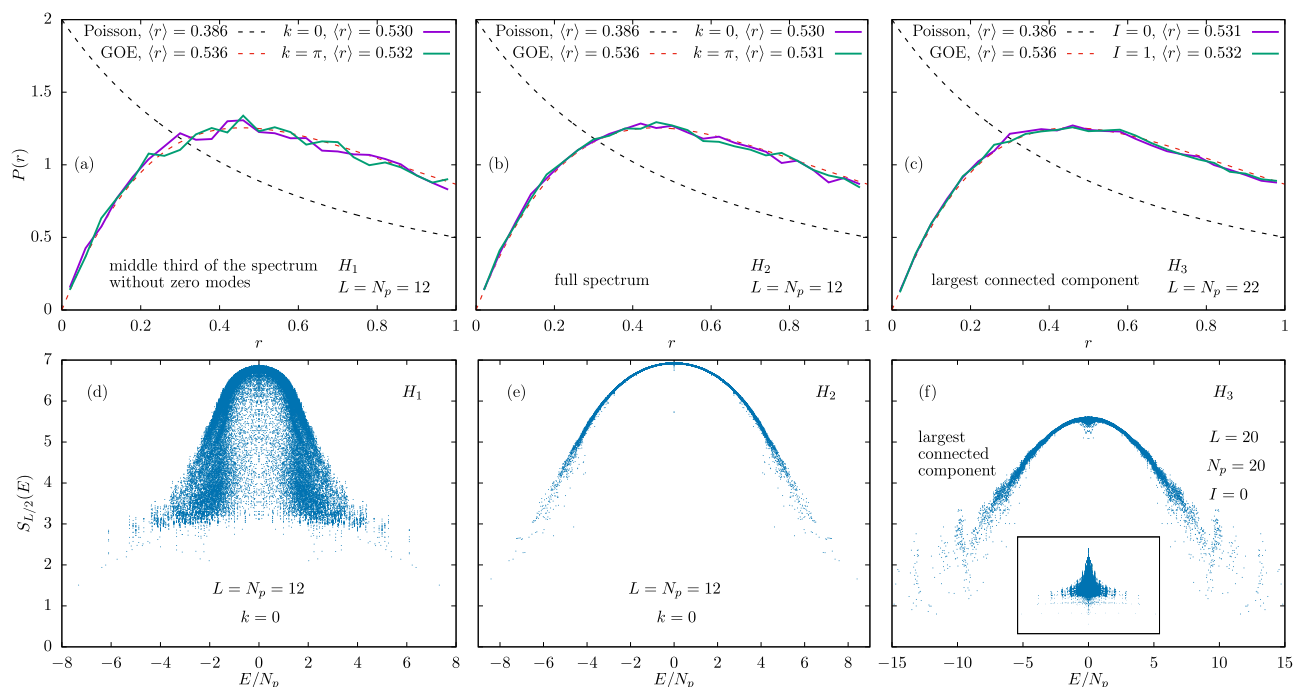 Poisson, ⟨r⟩ = 0.386 k = 0, ⟨r⟩ = 0.530
GOE, ⟨r⟩ = 0.536 k = π, ⟨r⟩ = 0.532
2
1.5
1
0.5
0
P(r)
(a)
middle third of the spectrum
without zero modes
H₁
L = Nₚ = 12
0 0.2 0.4 0.6 0.8 1
r
Poisson, ⟨r⟩ = 0.386 k = 0, ⟨r⟩ = 0.530
GOE, ⟨r⟩ = 0.536 k = π, ⟨r⟩ = 0.531
(b)
full spectrum
H₂
L = Nₚ = 12
0 0.2 0.4 0.6 0.8 1
r
Poisson, ⟨r⟩ = 0.386 I = 0, ⟨r⟩ = 0.531
GOE, ⟨r⟩ = 0.536 I = 1, ⟨r⟩ = 0.532
(c)
largest connected component
H₃
L = Nₚ = 22
0 0.2 0.4 0.6 0.8 1
r
7
6
5
4
3
2
1
0
S_{L/2}(E)
(d)
H₁
L = Nₚ = 12
k = 0
−8 −6 −4 −2 0 2 4 6 8
E/Nₚ
(e)
H₂
L = Nₚ = 12
k = 0
−8 −6 −4 −2 0 2 4 6 8
E/Nₚ
(f)
H₃
largest
connected
component
L = 20
Nₚ = 20
I = 0
−15 −10 −5 0 5 10 15
E/Nₚ